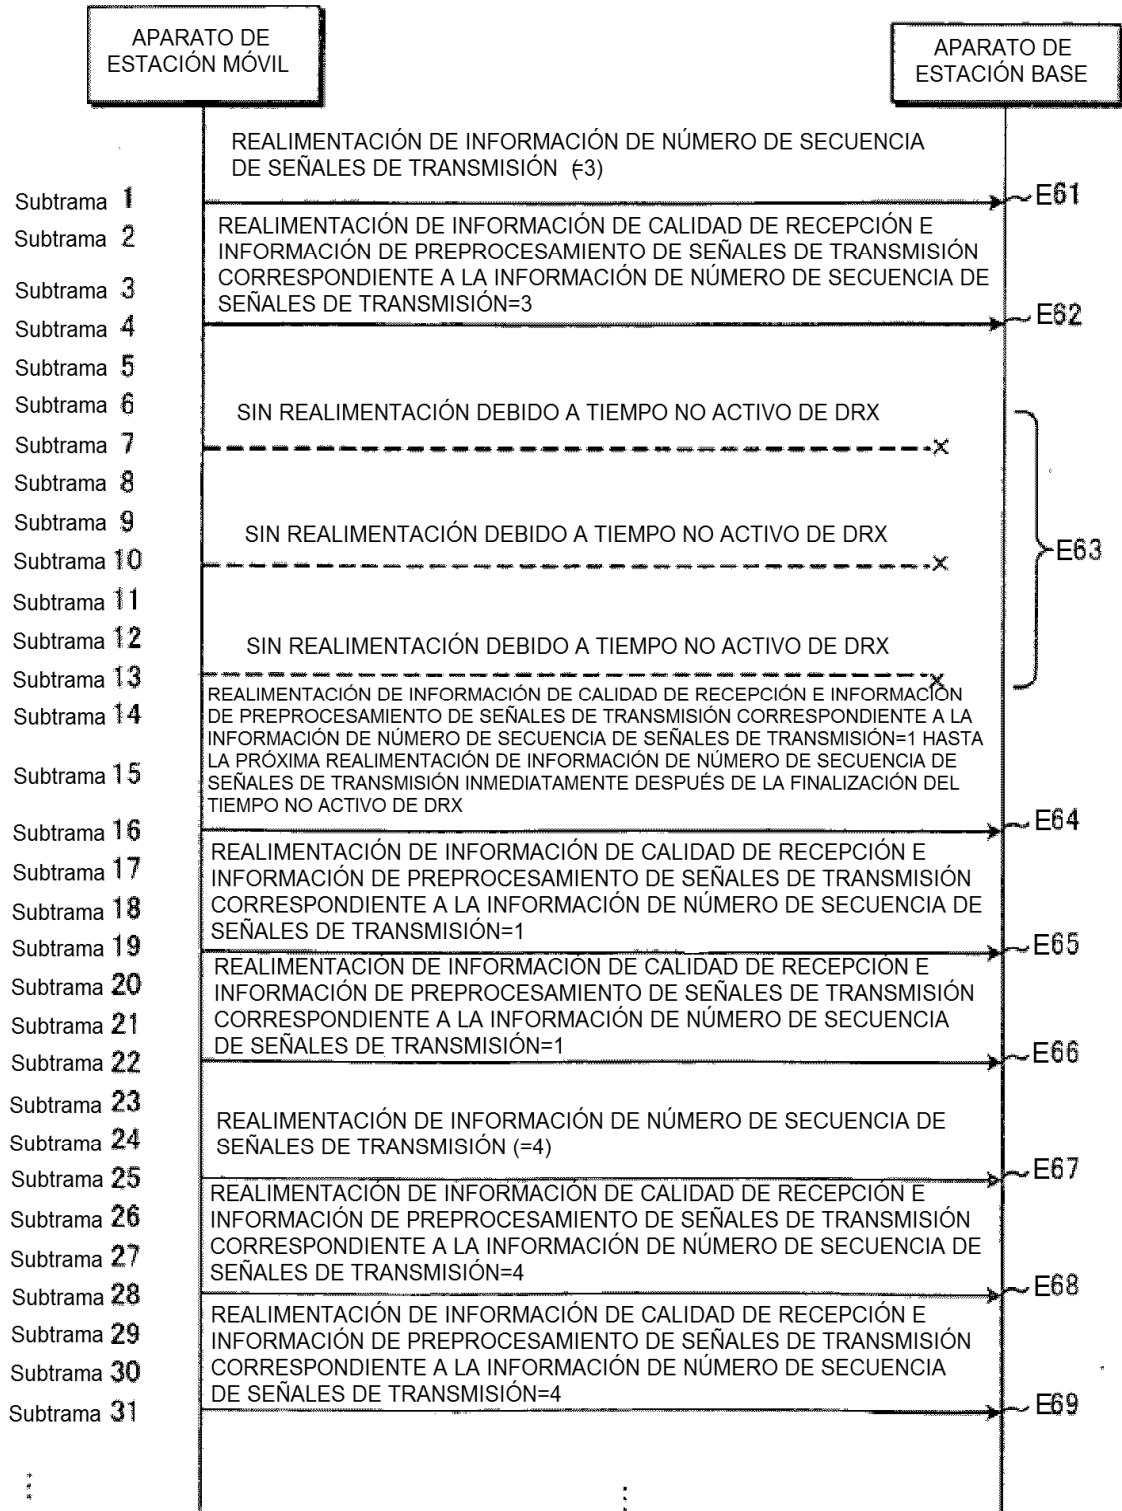 APARATO DE
ESTACIÓN MÓVIL
APARATO DE
ESTACIÓN BASE
REALIMENTACIÓN DE INFORMACIÓN DE NÚMERO DE SECUENCIA
DE SEÑALES DE TRANSMISIÓN (=3)
Subtrama 1
E61
Subtrama 2
REALIMENTACIÓN DE INFORMACIÓN DE CALIDAD DE RECEPCIÓN E
INFORMACIÓN DE PREPROCESAMIENTO DE SEÑALES DE TRANSMISIÓN
CORRESPONDIENTE A LA INFORMACIÓN DE NÚMERO DE SECUENCIA DE
SEÑALES DE TRANSMISIÓN=3
Subtrama 3
Subtrama 4
E62
Subtrama 5
Subtrama 6
SIN REALIMENTACIÓN DEBIDO A TIEMPO NO ACTIVO DE DRX
Subtrama 7
Subtrama 8
Subtrama 9
SIN REALIMENTACIÓN DEBIDO A TIEMPO NO ACTIVO DE DRX
Subtrama 10
E63
Subtrama 11
Subtrama 12
SIN REALIMENTACIÓN DEBIDO A TIEMPO NO ACTIVO DE DRX
Subtrama 13
REALIMENTACIÓN DE INFORMACIÓN DE CALIDAD DE RECEPCIÓN E INFORMACIÓN
DE PREPROCESAMIENTO DE SEÑALES DE TRANSMISIÓN CORRESPONDIENTE A LA
INFORMACIÓN DE NÚMERO DE SECUENCIA DE SEÑALES DE TRANSMISIÓN=1 HASTA
LA PRÓXIMA REALIMENTACIÓN DE INFORMACIÓN DE NÚMERO DE SECUENCIA DE
SEÑALES DE TRANSMISIÓN INMEDIATAMENTE DESPUÉS DE LA FINALIZACIÓN DEL
TIEMPO NO ACTIVO DE DRX
Subtrama 14
Subtrama 15
Subtrama 16
E64
REALIMENTACIÓN DE INFORMACIÓN DE CALIDAD DE RECEPCIÓN E
INFORMACIÓN DE PREPROCESAMIENTO DE SEÑALES DE TRANSMISIÓN
CORRESPONDIENTE A LA INFORMACIÓN DE NÚMERO DE SECUENCIA DE
SEÑALES DE TRANSMISIÓN=1
Subtrama 17
Subtrama 18
Subtrama 19
E65
REALIMENTACIÓN DE INFORMACIÓN DE CALIDAD DE RECEPCIÓN E
INFORMACIÓN DE PREPROCESAMIENTO DE SEÑALES DE TRANSMISIÓN
CORRESPONDIENTE A LA INFORMACIÓN DE NÚMERO DE SECUENCIA
DE SEÑALES DE TRANSMISIÓN=1
Subtrama 20
Subtrama 21
Subtrama 22
E66
Subtrama 23
REALIMENTACIÓN DE INFORMACIÓN DE NÚMERO DE SECUENCIA DE
SEÑALES DE TRANSMISIÓN (=4)
Subtrama 24
Subtrama 25
E67
REALIMENTACIÓN DE INFORMACIÓN DE CALIDAD DE RECEPCIÓN E
INFORMACIÓN DE PREPROCESAMIENTO DE SEÑALES DE TRANSMISIÓN
CORRESPONDIENTE A LA INFORMACIÓN DE NÚMERO DE SECUENCIA DE
SEÑALES DE TRANSMISIÓN=4
Subtrama 26
Subtrama 27
Subtrama 28
E68
REALIMENTACIÓN DE INFORMACIÓN DE CALIDAD DE RECEPCIÓN E
INFORMACIÓN DE PREPROCESAMIENTO DE SEÑALES DE TRANSMISIÓN
CORRESPONDIENTE A LA INFORMACIÓN DE NÚMERO DE SECUENCIA
DE SEÑALES DE TRANSMISIÓN=4
Subtrama 29
Subtrama 30
Subtrama 31
E69